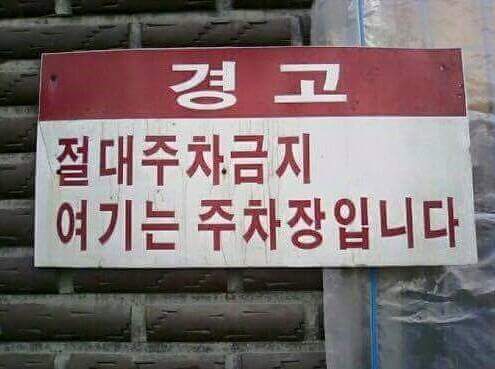 경 고
절대주차금지
여기는 주차장입니다